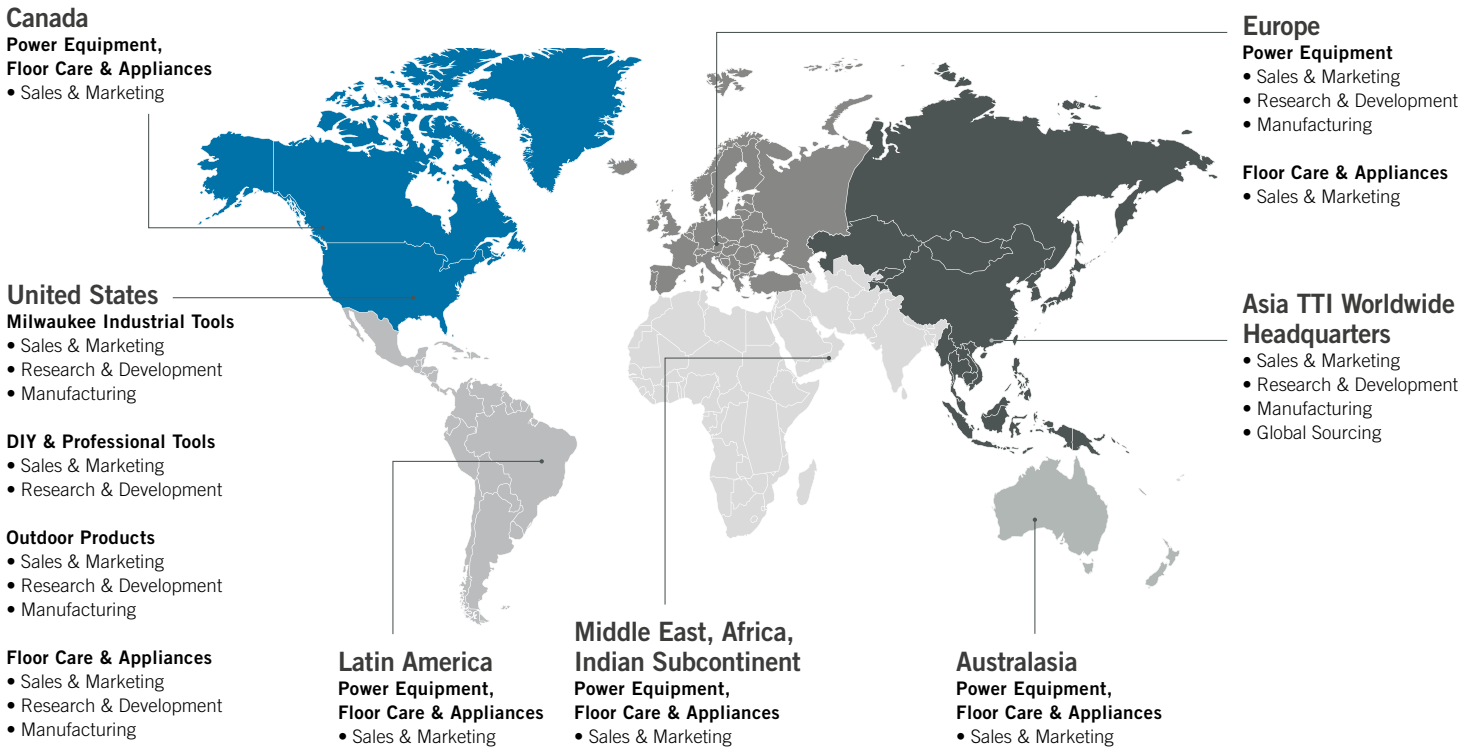 Canada
Power Equipment,
Floor Care & Appliances
• Sales & Marketing
United States
Milwaukee Industrial Tools
• Sales & Marketing
• Research & Development
• Manufacturing
DIY & Professional Tools
• Sales & Marketing
• Research & Development
Outdoor Products
• Sales & Marketing
• Research & Development
• Manufacturing
Floor Care & Appliances
• Sales & Marketing
• Research & Development
• Manufacturing
Latin America
Power Equipment,
Floor Care & Appliances
• Sales & Marketing
Middle East, Africa,
Indian Subcontinent
Power Equipment,
Floor Care & Appliances
• Sales & Marketing
Australasia
Power Equipment,
Floor Care & Appliances
• Sales & Marketing
Europe
Power Equipment
• Sales & Marketing
• Research & Development
• Manufacturing
Floor Care & Appliances
• Sales & Marketing
Asia TTI Worldwide
Headquarters
• Sales & Marketing
• Research & Development
• Manufacturing
• Global Sourcing